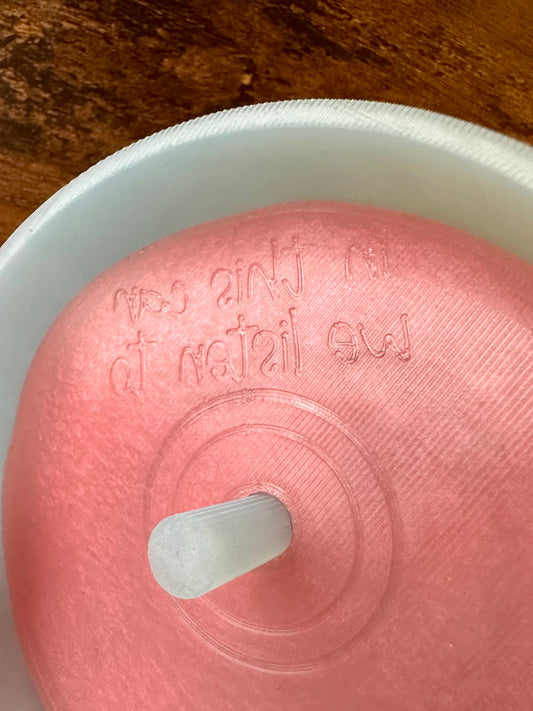 in this car
we listen to